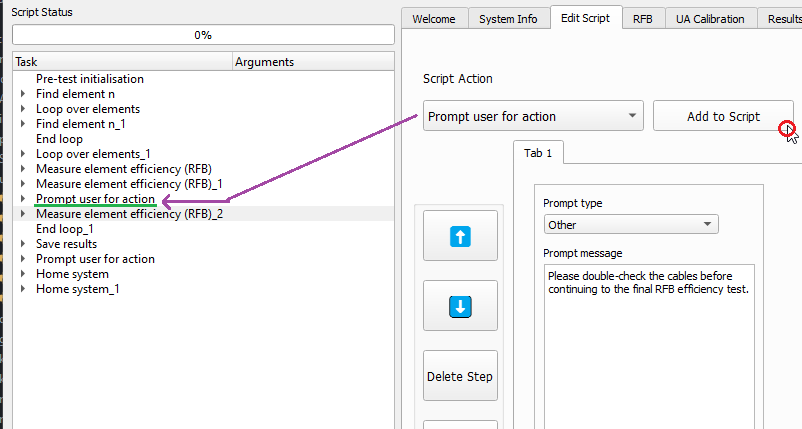 Script Status
0%
Task Arguments
Pre-test initialisation
Find element n
Loop over elements
Find element n_1
End loop
Loop over elements_1
Measure element efficiency (RFB)
Measure element efficiency (RFB)_1
Prompt user for action
Measure element efficiency (RFB)_2
End loop_1
Save results
Prompt user for action
Home system
Home system_1
Welcome System Info Edit Script RFB UA Calibration Results
Script Action
Prompt user for action Add to Script
Tab 1
Delete Step
Prompt type
Other
Prompt message
Please double-check the cables before
continuing to the final RFB efficiency test.